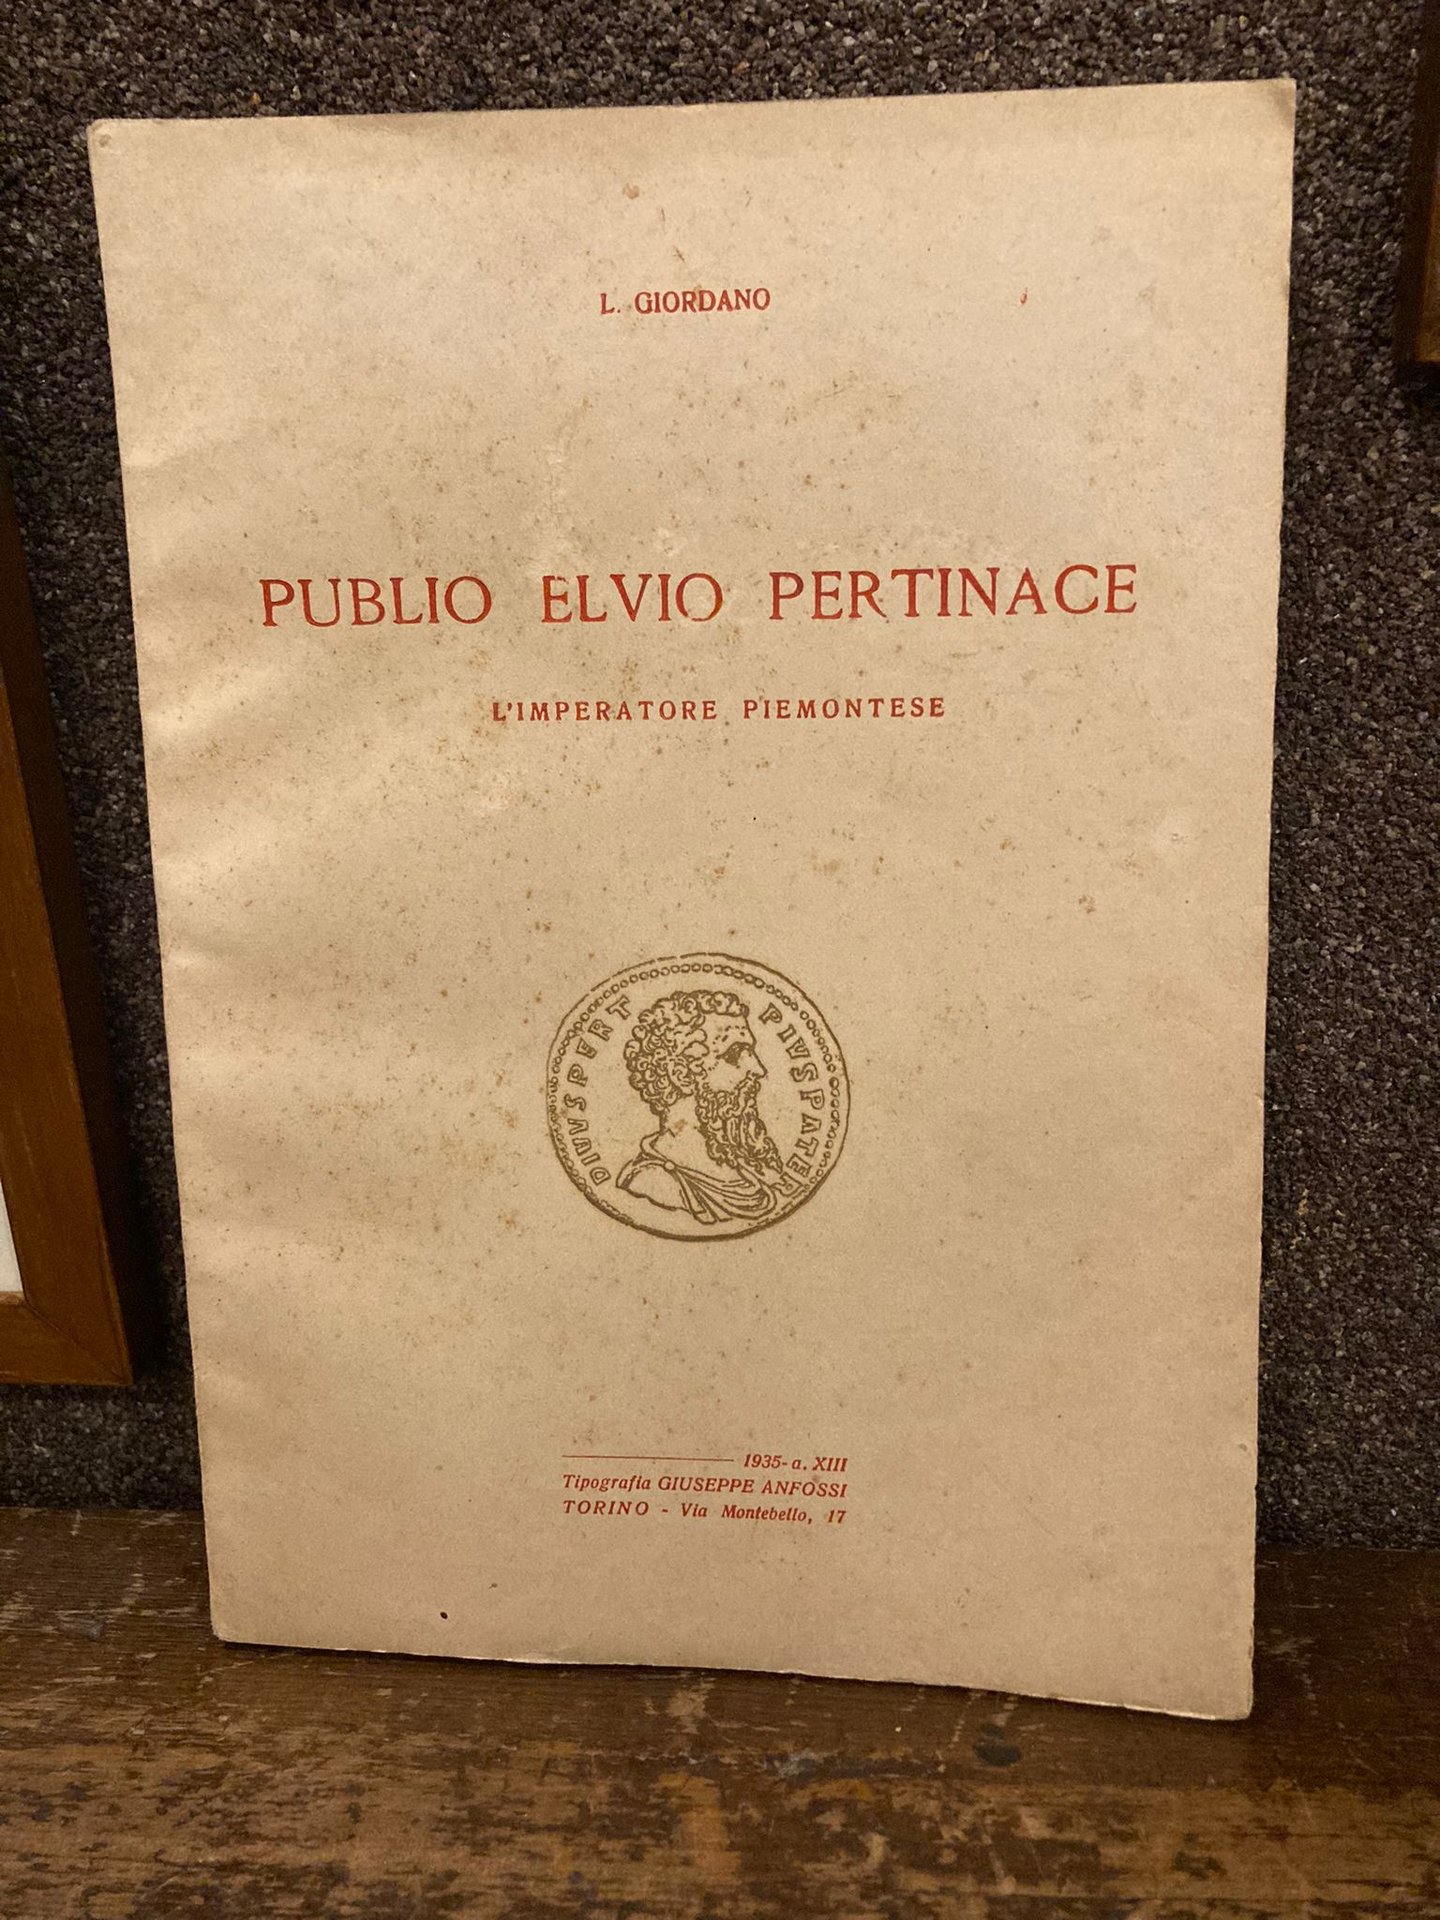 L. GIORDANO
PUBLIO ELVIO PERTINACE
L'IMPERATORE PIEMONTESE
DIVVS PERT PIVS PATER
1935-a. XIII
Tipografia GIUSEPPE ANFOSSI
TORINO - Via Montebello, 17